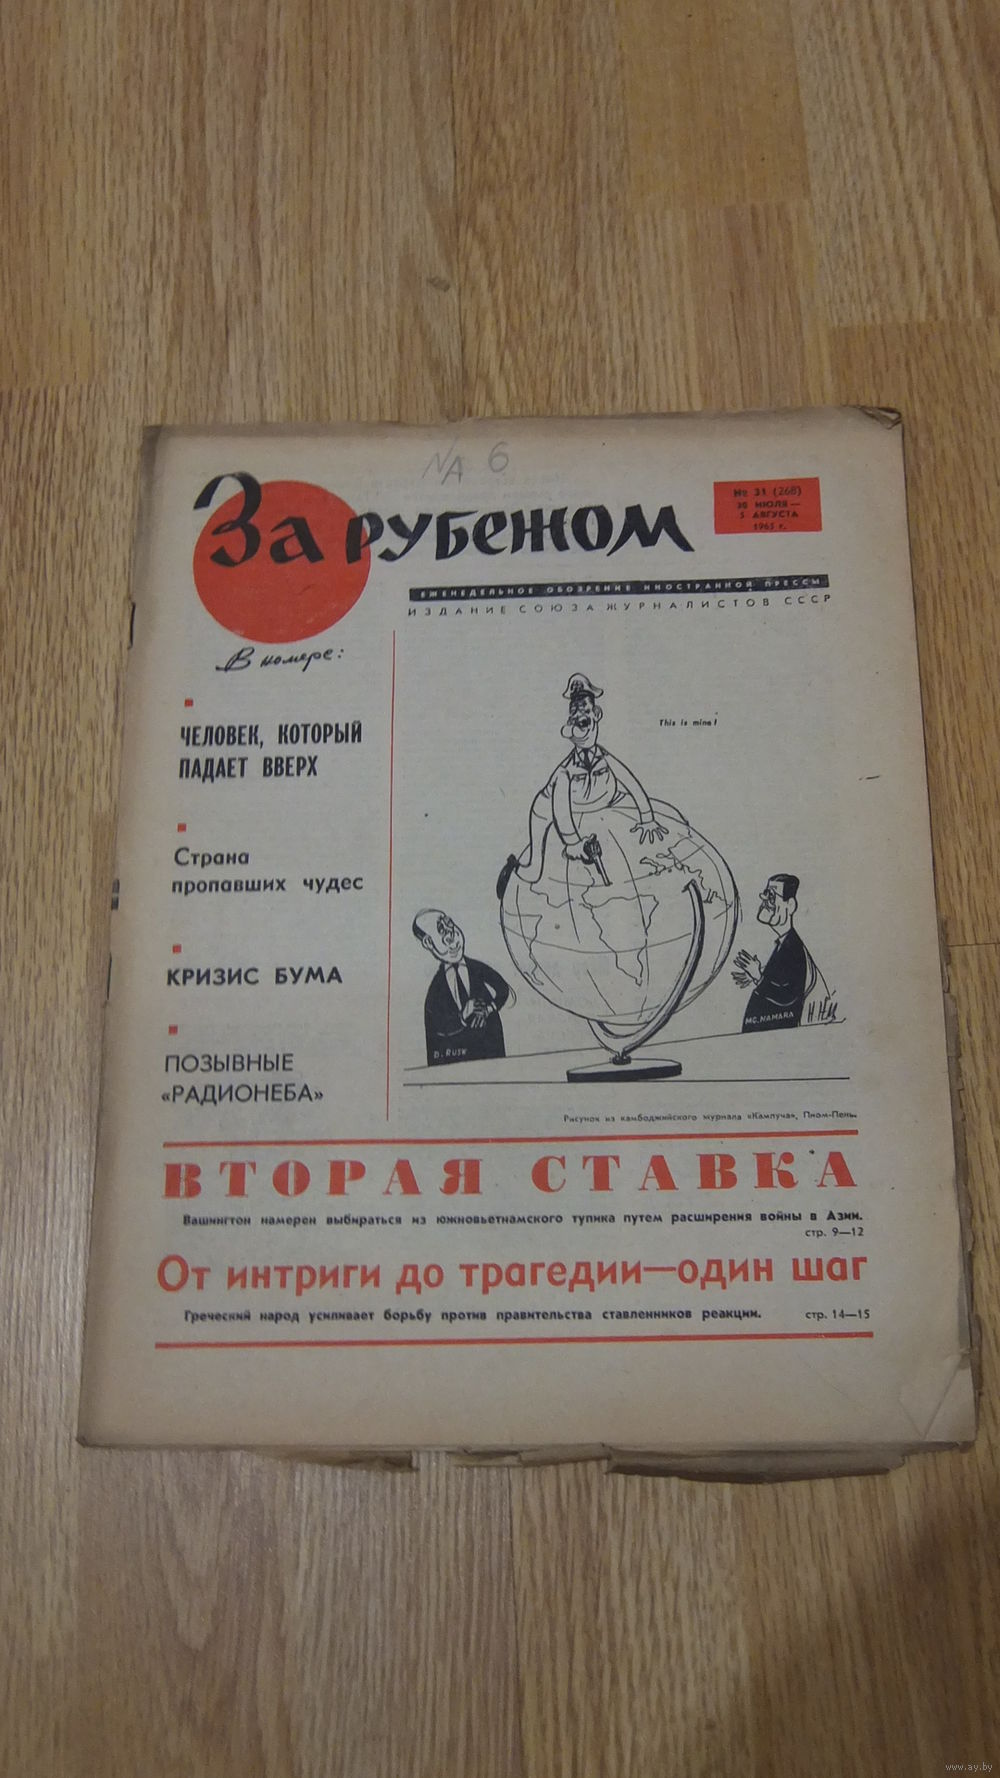 NA 6
За рубежом
№ 31 (268)
30 ИЮЛЯ —
5 АВГУСТА
1965 г.
ЕЖЕНЕДЕЛЬНОЕ ОБОЗРЕНИЕ ИНОСТРАННОЙ ПРЕССЫ
ИЗДАНИЕ СОЮЗА ЖУРНАЛИСТОВ СССР
В номере:
ЧЕЛОВЕК, КОТОРЫЙ
ПАДАЕТ ВВЕРХ
Страна
пропавших чудес
КРИЗИС БУМА
ПОЗЫВНЫЕ
«РАДИОНЕБА»
This is mine!
D. RUSK
MC. NAMARA
Рисунок из камбоджийского журнала «Кампуча», Пном-Пень.
ВТОРАЯ СТАВКА
Вашингтон намерен выбираться из южновьетнамского тупика путем расширения войны в Азии.
стр. 9—12
От интриги до трагедии—один шаг
Греческий народ усиливает борьбу против правительства ставленников реакции. стр. 14—15
www.ay.by